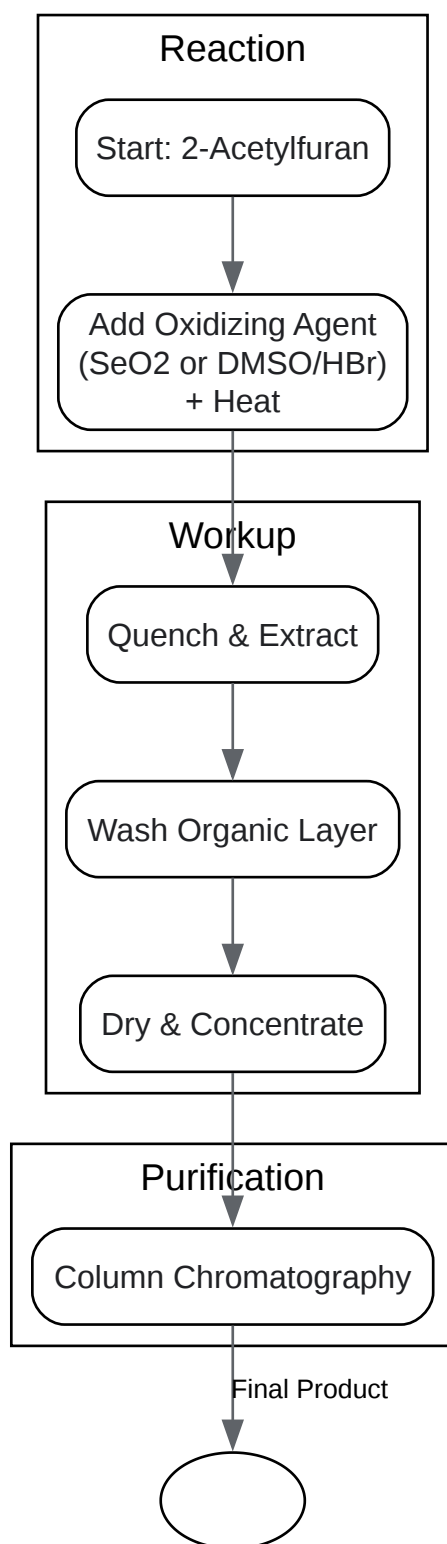 Reaction
Start: 2-Acetylfuran
Add Oxidizing Agent
(SeO2 or DMSO/HBr)
+ Heat
Workup
Quench & Extract
Wash Organic Layer
Dry & Concentrate
Purification
Column Chromatography
Final Product